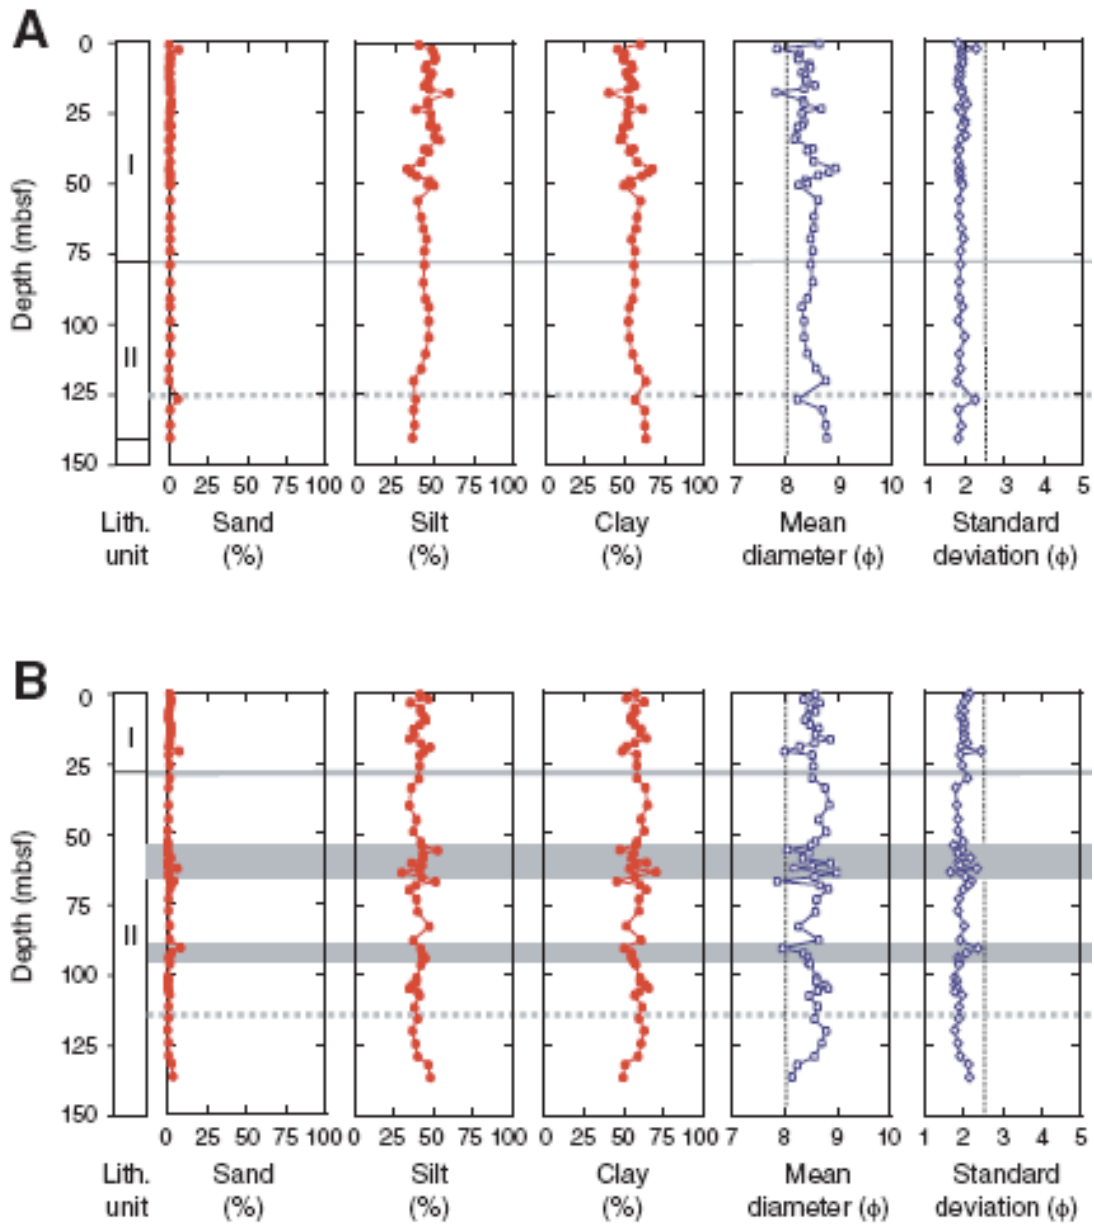 A
0
25
50
75
100
125
150
Depth (mbsf)
I
II
0 25 50 75 100
0 25 50 75 100
0 25 50 75 100
7 8 9 10
1 2 3 4 5
Lith.
unit
Sand
(%)
Silt
(%)
Clay
(%)
Mean
diameter (ϕ)
Standard
deviation (ϕ)
B
0
25
50
75
100
125
150
Depth (mbsf)
I
II
0 25 50 75 100
0 25 50 75 100
0 25 50 75 100
7 8 9 10
1 2 3 4 5
Lith.
unit
Sand
(%)
Silt
(%)
Clay
(%)
Mean
diameter (ϕ)
Standard
deviation (ϕ)